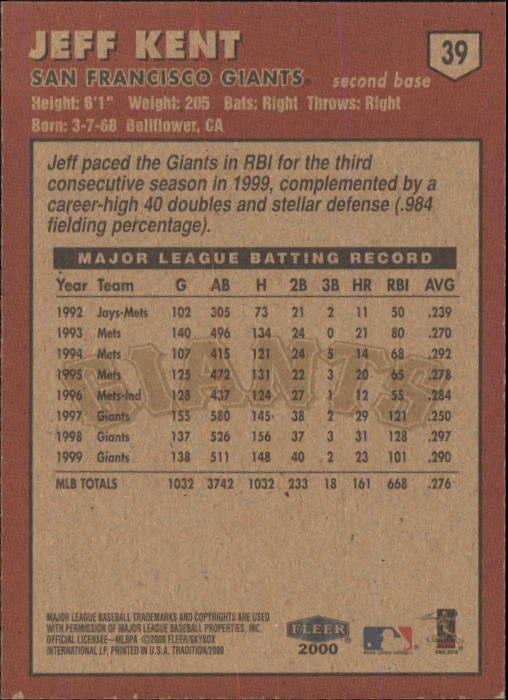 JEFF KENT
39
SAN FRANCISCO GIANTS® second base
Height: 6'1" Weight: 205 Bats: Right Throws: Right
Born: 3-7-68 Bellflower, CA
Jeff paced the Giants in RBI for the third
consecutive season in 1999, complemented by a
career-high 40 doubles and stellar defense (.984
fielding percentage).
MAJOR LEAGUE BATTING RECORD
Year Team G AB H 2B 3B HR RBI AVG
1992 Jays-Mets 102 305 73 21 2 11 50 .239
1993 Mets 140 496 134 24 0 21 80 .270
1994 Mets 107 415 121 24 5 14 68 .292
1995 Mets 125 472 131 22 3 20 65 .278
1996 Mets-Ind 128 437 124 27 1 12 55 .284
1997 Giants 155 580 145 38 2 29 121 .250
1998 Giants 137 526 156 37 3 31 128 .297
1999 Giants 138 511 148 40 2 23 101 .290
MLB TOTALS 1032 3742 1032 233 18 161 668 .276
GIANTS
MAJOR LEAGUE BASEBALL TRADEMARKS AND COPYRIGHTS ARE USED
WITH PERMISSION OF MAJOR LEAGUE BASEBALL PROPERTIES, INC.
OFFICIAL LICENSEE—MLBPA ©2000 FLEER/SKYBOX
INTERNATIONAL LP, PRINTED IN U.S.A. TRADITION/2000
FLEER
2000